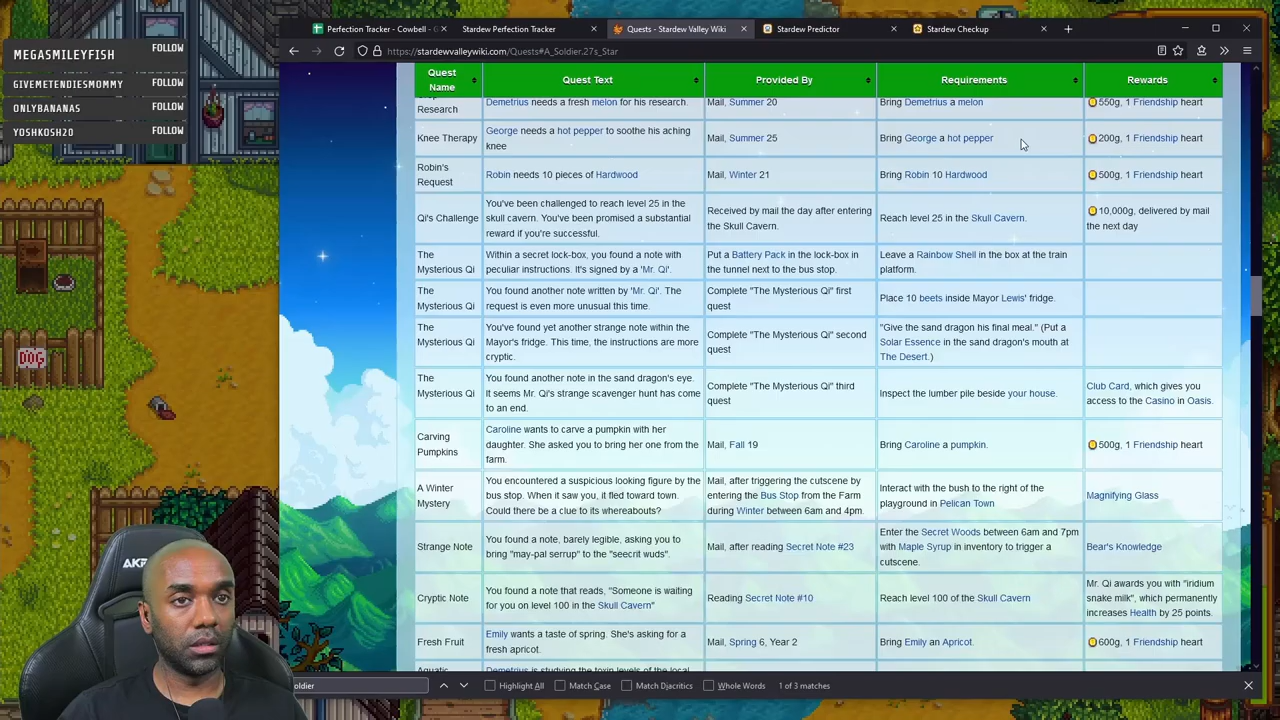 MEGASMILEYFISH FOLLOW
GIVEMETENDIESMOMMY FOLLOW
ONLYBANANAS FOLLOW
YOSHKOSH20 FOLLOW
DOG
AK
Perfection Tracker - Cowbell - G
Stardew Perfection Tracker
Quests - Stardew Valley Wiki
Stardew Predictor
Stardew Checkup
https://stardewvalleywiki.com/Quests#A_Soldier.27s_Star
Quest Name
Quest Text
Provided By
Requirements
Rewards
Research
Demetrius needs a fresh melon for his research.
Mail, Summer 20
Bring Demetrius a melon
550g, 1 Friendship heart
Knee Therapy
George needs a hot pepper to soothe his aching
knee
Mail, Summer 25
Bring George a hot pepper
200g, 1 Friendship heart
Robin's
Request
Robin needs 10 pieces of Hardwood
Mail, Winter 21
Bring Robin 10 Hardwood
500g, 1 Friendship heart
Qi's Challenge
You've been challenged to reach level 25 in the
skull cavern. You've been promised a substantial
reward if you're successful.
Received by mail the day after entering
the Skull Cavern.
Reach level 25 in the Skull Cavern.
10,000g, delivered by mail
the next day
The
Mysterious Qi
Within a secret lock-box, you found a note with
peculiar instructions. It's signed by a 'Mr. Qi'.
Put a Battery Pack in the lock-box in
the tunnel next to the bus stop.
Leave a Rainbow Shell in the box at the train
platform.
The
Mysterious Qi
You found another note written by 'Mr. Qi'. The
request is even more unusual this time.
Complete "The Mysterious Qi" first
quest
Place 10 beets inside Mayor Lewis' fridge.
The
Mysterious Qi
You've found yet another strange note within the
Mayor's fridge. This time, the instructions are more
cryptic.
Complete "The Mysterious Qi" second
quest
"Give the sand dragon his final meal." (Put a
Solar Essence in the sand dragon's mouth at
The Desert.)
The
Mysterious Qi
You found another note in the sand dragon's eye.
It seems Mr. Qi's strange scavenger hunt has come
to an end.
Complete "The Mysterious Qi" third
quest
Inspect the lumber pile beside your house.
Club Card, which gives you
access to the Casino in Oasis.
Carving
Pumpkins
Caroline wants to carve a pumpkin with her
daughter. She asked you to bring her one from the
farm.
Mail, Fall 19
Bring Caroline a pumpkin.
500g, 1 Friendship heart
A Winter
Mystery
You encountered a suspicious looking figure by the
bus stop. When it saw you, it fled toward town.
Could there be a clue to its whereabouts?
Mail, after triggering the cutscene by
entering the Bus Stop from the Farm
during Winter between 6am and 4pm.
Interact with the bush to the right of the
playground in Pelican Town
Magnifying Glass
Strange Note
You found a note, barely legible, asking you to
bring "may-pal serrup" to the "seecrit wuds".
Mail, after reading Secret Note #23
Enter the Secret Woods between 6am and 7pm
with Maple Syrup in inventory to trigger a
cutscene.
Bear's Knowledge
Cryptic Note
You found a note that reads, "Someone is waiting
for you on level 100 in the Skull Cavern"
Reading Secret Note #10
Reach level 100 of the Skull Cavern
Mr. Qi awards you with "iridium
snake milk", which permanently
increases Health by 25 points.
Fresh Fruit
Emily wants a taste of spring. She's asking for a
fresh apricot.
Mail, Spring 6, Year 2
Bring Emily an Apricot.
600g, 1 Friendship heart
Aquatic
Demetrius is studying the toxin levels of the local
oldier
Highlight All
Match Case
Match Diacritics
Whole Words
1 of 3 matches